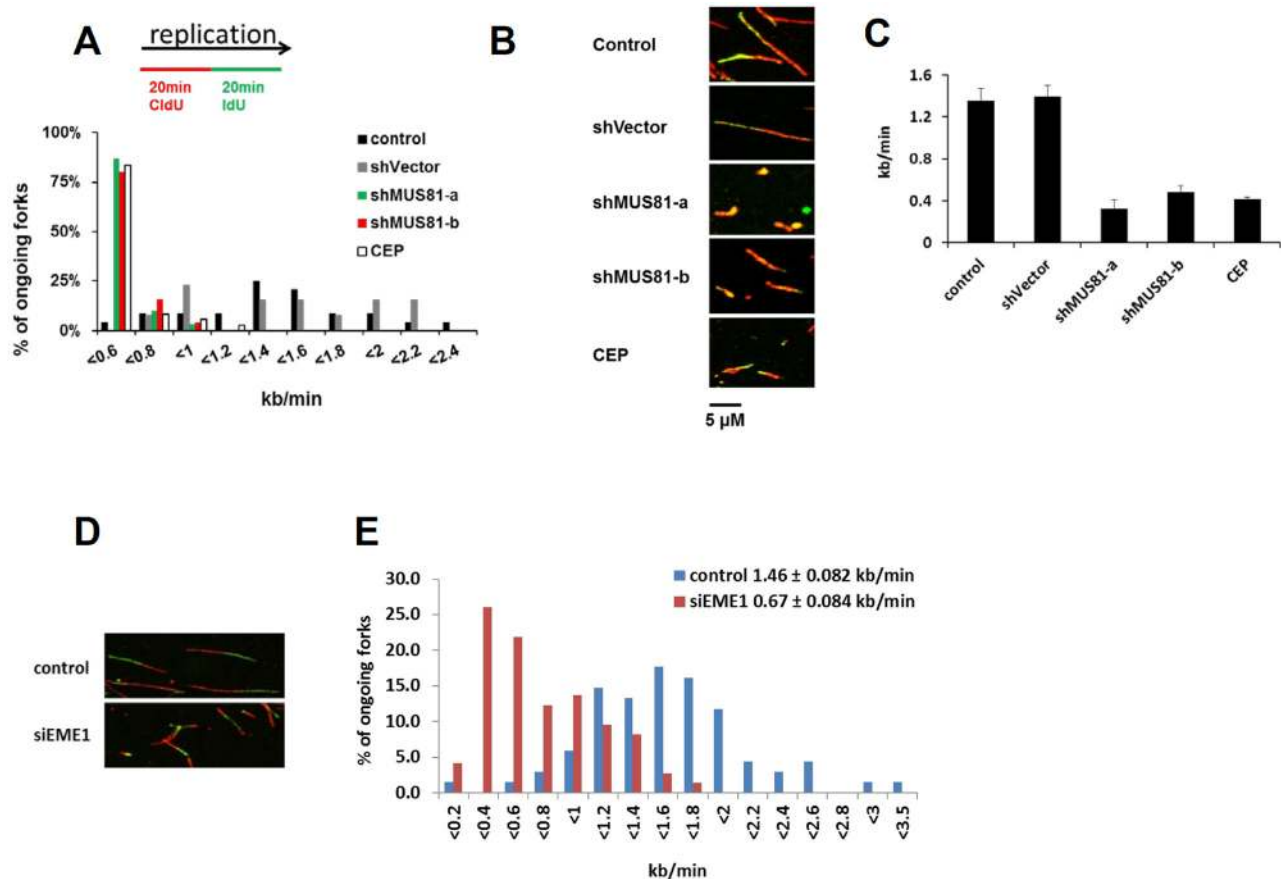 A
replication
20min 20min
CldU IdU
100%
75%
50%
25%
0%
% of ongoing forks
control
shVector
shMUS81-a
shMUS81-b
CEP
<0.6 <0.8 <1 <1.2 <1.4 <1.6 <1.8 <2 <2.2 <2.4
kb/min
B
Control
shVector
shMUS81-a
shMUS81-b
CEP
5 µM
C
1.6
1.2
0.8
0.4
0
kb/min
control shVector shMUS81-a shMUS81-b CEP
D
control
siEME1
E
control 1.46 ± 0.082 kb/min
siEME1 0.67 ± 0.084 kb/min
30.0
25.0
20.0
15.0
10.0
5.0
0.0
% of ongoing forks
<0.2 <0.4 <0.6 <0.8 <1 <1.2 <1.4 <1.6 <1.8 <2 <2.2 <2.4 <2.6 <2.8 <3 <3.5
kb/min